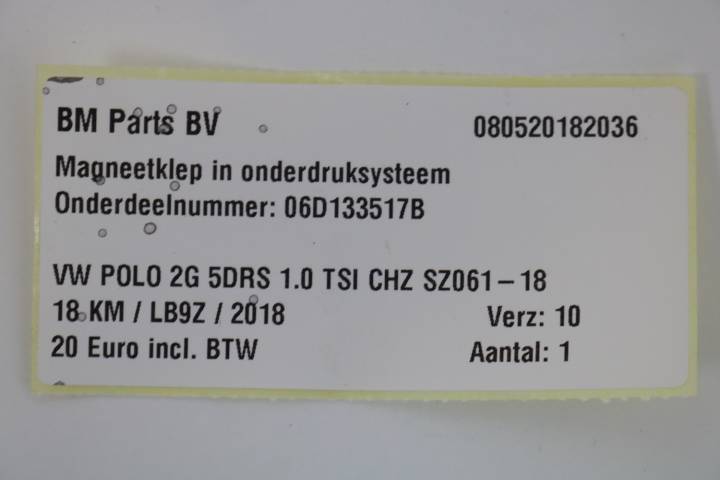 BM Parts BV 080520182036
Magneetklep in onderdruksysteem
Onderdeelnummer: 06D133517B
VW POLO 2G 5DRS 1.0 TSI CHZ SZ061-18
18 KM / LB9Z / 2018 Verz: 10
20 Euro incl. BTW Aantal: 1